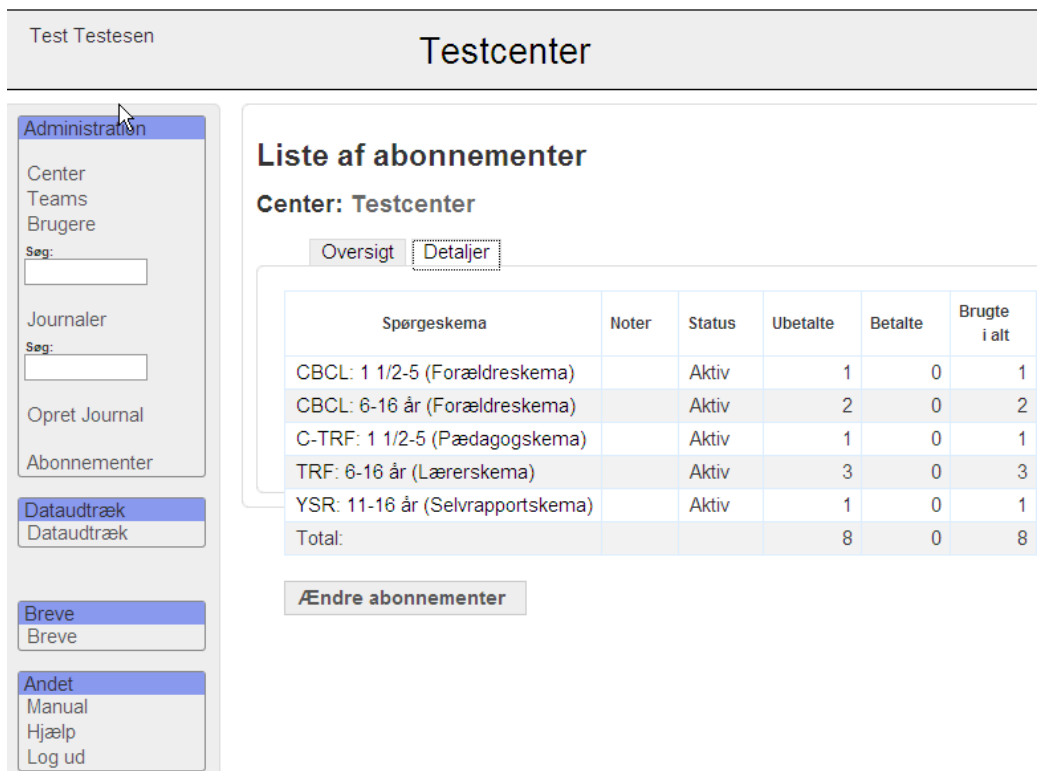 Test Testesen
Testcenter
Administration
Center
Teams
Brugere
Søg:
Journaler
Søg:
Opret Journal
Abonnementer
Dataudtræk
Dataudtræk
Breve
Breve
Andet
Manual
Hjælp
Log ud
Liste af abonnementer
Center: Testcenter
Oversigt Detaljer
Spørgeskema Noter Status Ubetalte Betalte Brugte i alt
CBCL: 1 1/2-5 (Forældreskema) Aktiv 1 0 1
CBCL: 6-16 år (Forældreskema) Aktiv 2 0 2
C-TRF: 1 1/2-5 (Pædagogskema) Aktiv 1 0 1
TRF: 6-16 år (Lærerskema) Aktiv 3 0 3
YSR: 11-16 år (Selvrapportskema) Aktiv 1 0 1
Total: 8 0 8
Ændre abonnementer